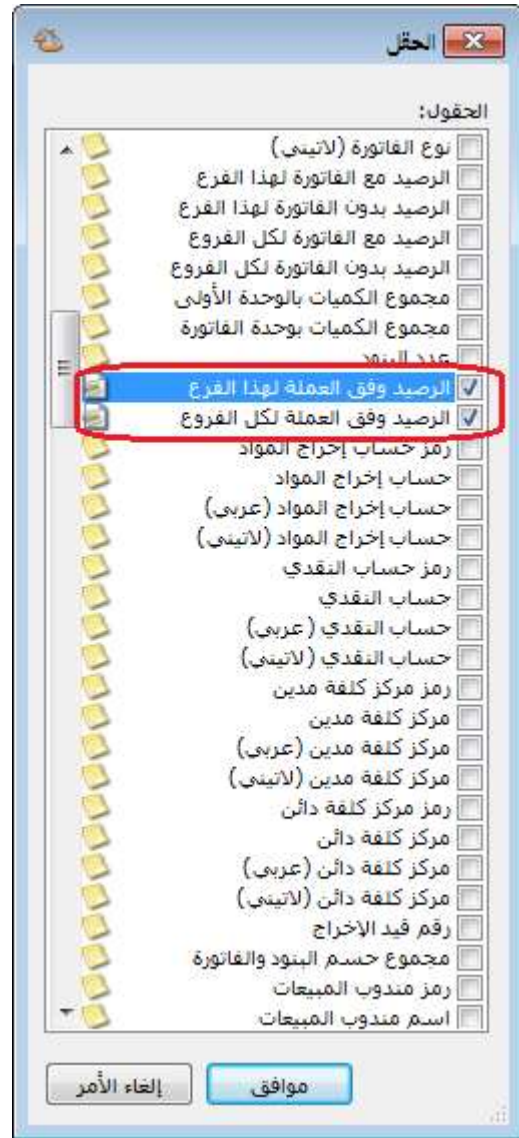 الحقل
الحقول:
نوع الفاتورة (لاتيني)
الرصيد مع الفاتورة لهذا الفرع
الرصيد بدون الفاتورة لهذا الفرع
الرصيد مع الفاتورة لكل الفروع
الرصيد بدون الفاتورة لكل الفروع
مجموع الكميات بالوحدة الأولى
مجموع الكميات بوحدة الفاتورة
عدد البنود
الرصيد وفق العملة لهذا الفرع
الرصيد وفق العملة لكل الفروع
رمز حساب إخراج المواد
حساب إخراج المواد
حساب إخراج المواد (عربي)
حساب إخراج المواد (لاتيني)
رمز حساب النقدي
حساب النقدي
حساب النقدي (عربي)
حساب النقدي (لاتيني)
رمز مركز كلفة مدين
مركز كلفة مدين
مركز كلفة مدين (عربي)
مركز كلفة مدين (لاتيني)
رمز مركز كلفة دائن
مركز كلفة دائن
مركز كلفة دائن (عربي)
مركز كلفة دائن (لاتيني)
رقم قيد الإخراج
مجموع حسم البنود والفاتورة
رمز مندوب المبيعات
اسم مندوب المبيعات
موافق
إلغاء الأمر